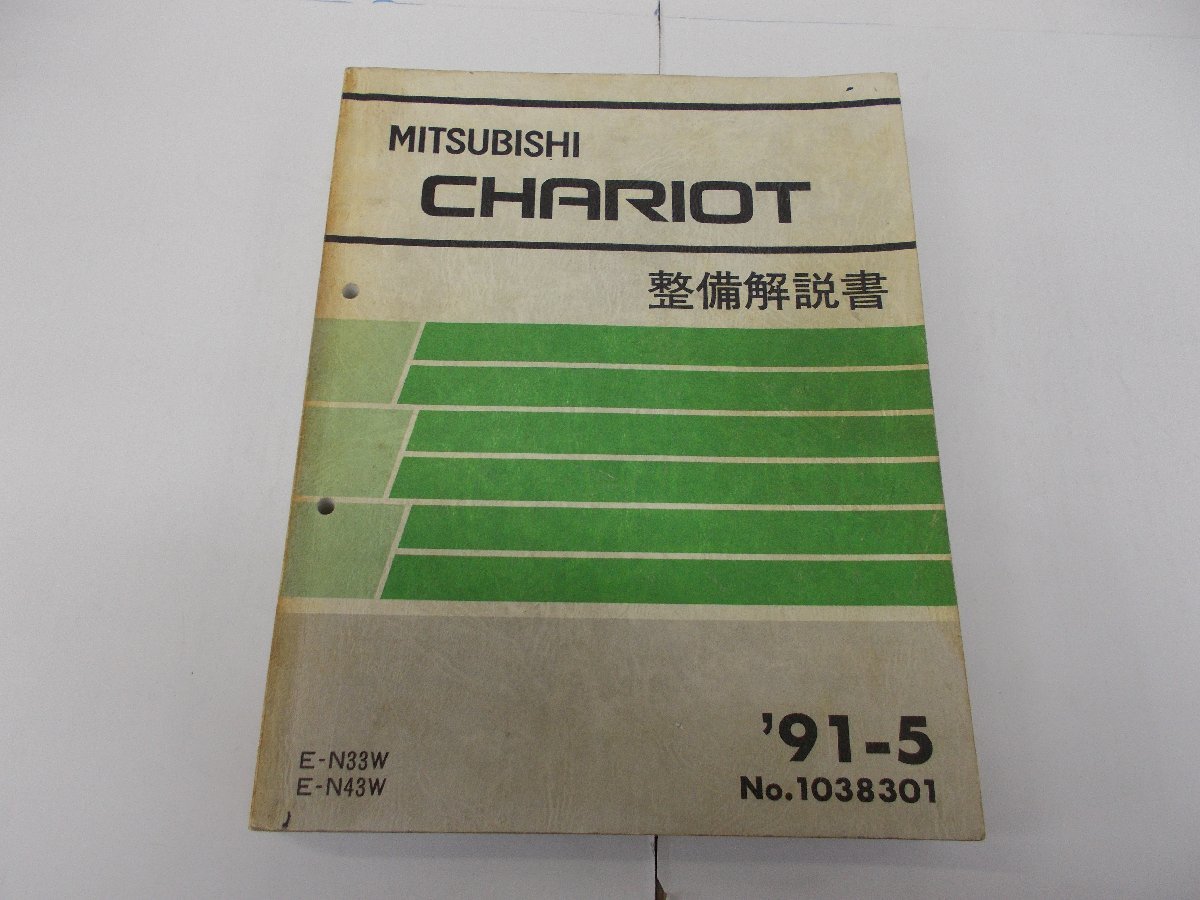 MITSUBISHI
CHARIOT
整備解説書
'91-5
No.1038301
E-N33W
E-N43W